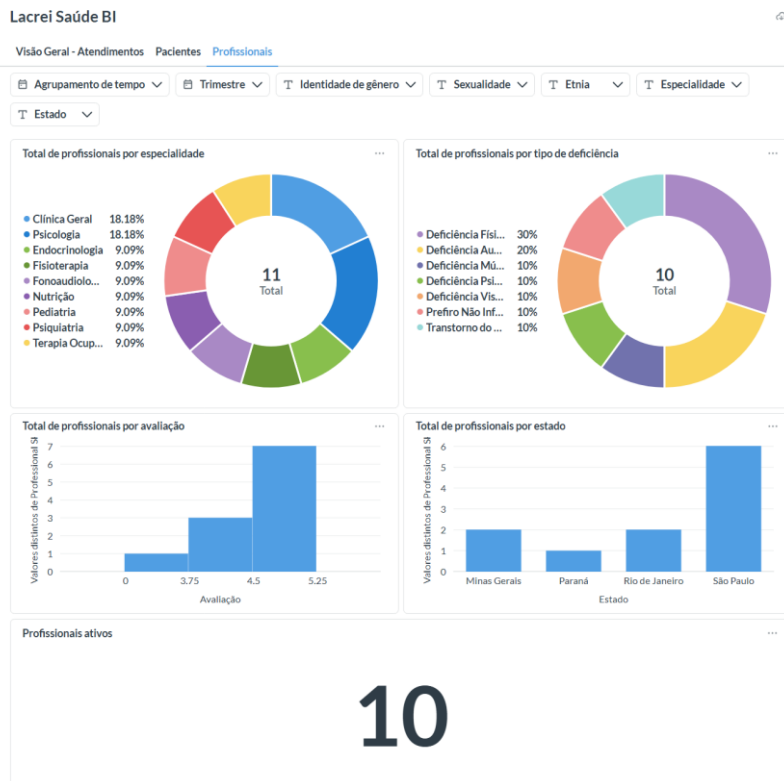 Lacrei Saúde BI
Visão Geral - Atendimentos Pacientes Profissionais
Agrupamento de tempo Trimestre Identidade de gênero Sexualidade Etnia Especialidade
Estado
Total de profissionais por especialidade
Clínica Geral 18.18%
Psicologia 18.18%
Endocrinologia 9.09%
Fisioterapia 9.09%
Fonoaudiolo... 9.09%
Nutrição 9.09%
Pediatria 9.09%
Psiquiatria 9.09%
Terapia Ocup... 9.09%
11
Total
Total de profissionais por tipo de deficiência
Deficiência Físi... 30%
Deficiência Au... 20%
Deficiência Mú... 10%
Deficiência Psi... 10%
Deficiência Vis... 10%
Prefiro Não Inf... 10%
Transtorno do ... 10%
10
Total
Total de profissionais por avaliação
Valores distintos de Professional SI
7
6
5
4
3
2
1
0
0 3.75 4.5 5.25
Avaliação
Total de profissionais por estado
Valores distintos de Professional SI
6
5
4
3
2
1
0
Minas Gerais Paraná Rio de Janeiro São Paulo
Estado
Profissionais ativos
10